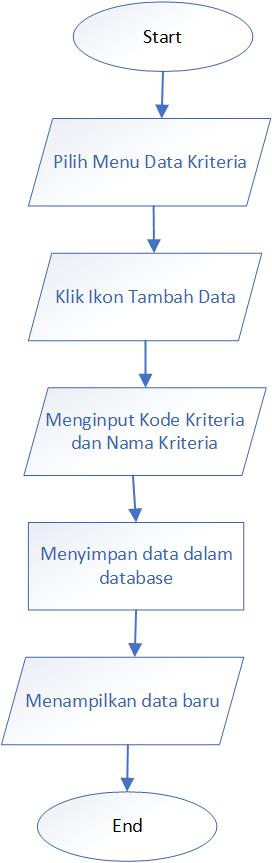 Start
Pilih Menu Data Kriteria
Klik Ikon Tambah Data
Menginput Kode Kriteria
dan Nama Kriteria
Menyimpan data dalam
database
Menampilkan data baru
End